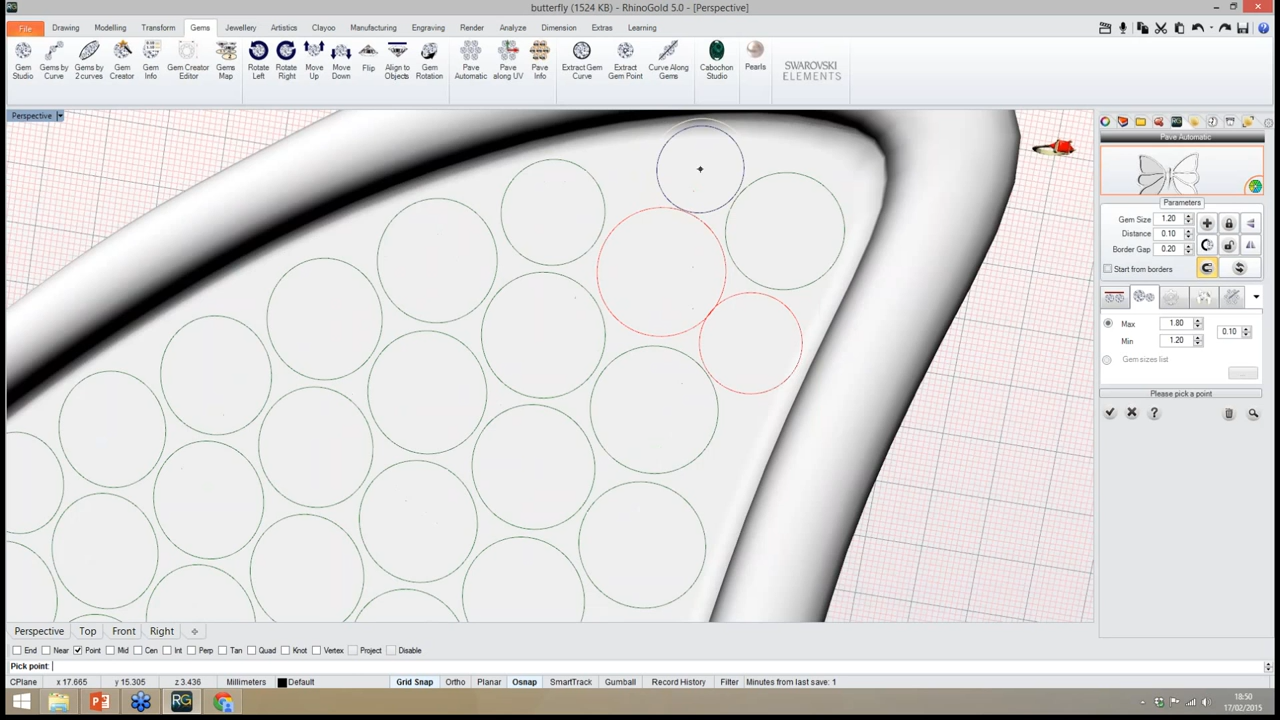 butterfly (1524 KB) - RhinoGold 5.0 - [Perspective]
File Drawing Modelling Transform Gems Jewellery Artistics Clayoo Manufacturing Engraving Render Analyze Dimension Extras Learning
Gem Studio Gems by Curve Gems by 2 curves Gem Creator Gem Info Gem Creator Editor Gems Map Rotate Left Rotate Right Move Up Move Down Flip Align to Objects Gem Rotation Pave Automatic Pave along UV Pave Info Extract Gem Curve Extract Gem Point Curve Along Gems Cabochon Studio Pearls SWAROVSKI ELEMENTS
Perspective
Pave Automatic
Parameters
Gem Size 1.20
Distance 0.10
Border Gap 0.20
Start from borders
Max 1.80 0.10
Min 1.20
Gem sizes list
...
Please pick a point
Perspective Top Front Right
End Near Point Mid Cen Int Perp Tan Quad Knot Vertex Project Disable
Pick point:
CPlane x 17.665 y 15.305 z 3.436 Millimeters Default Grid Snap Ortho Planar Osnap SmartTrack Gumball Record History Filter Minutes from last save: 1
RG
18:50
17/02/2015